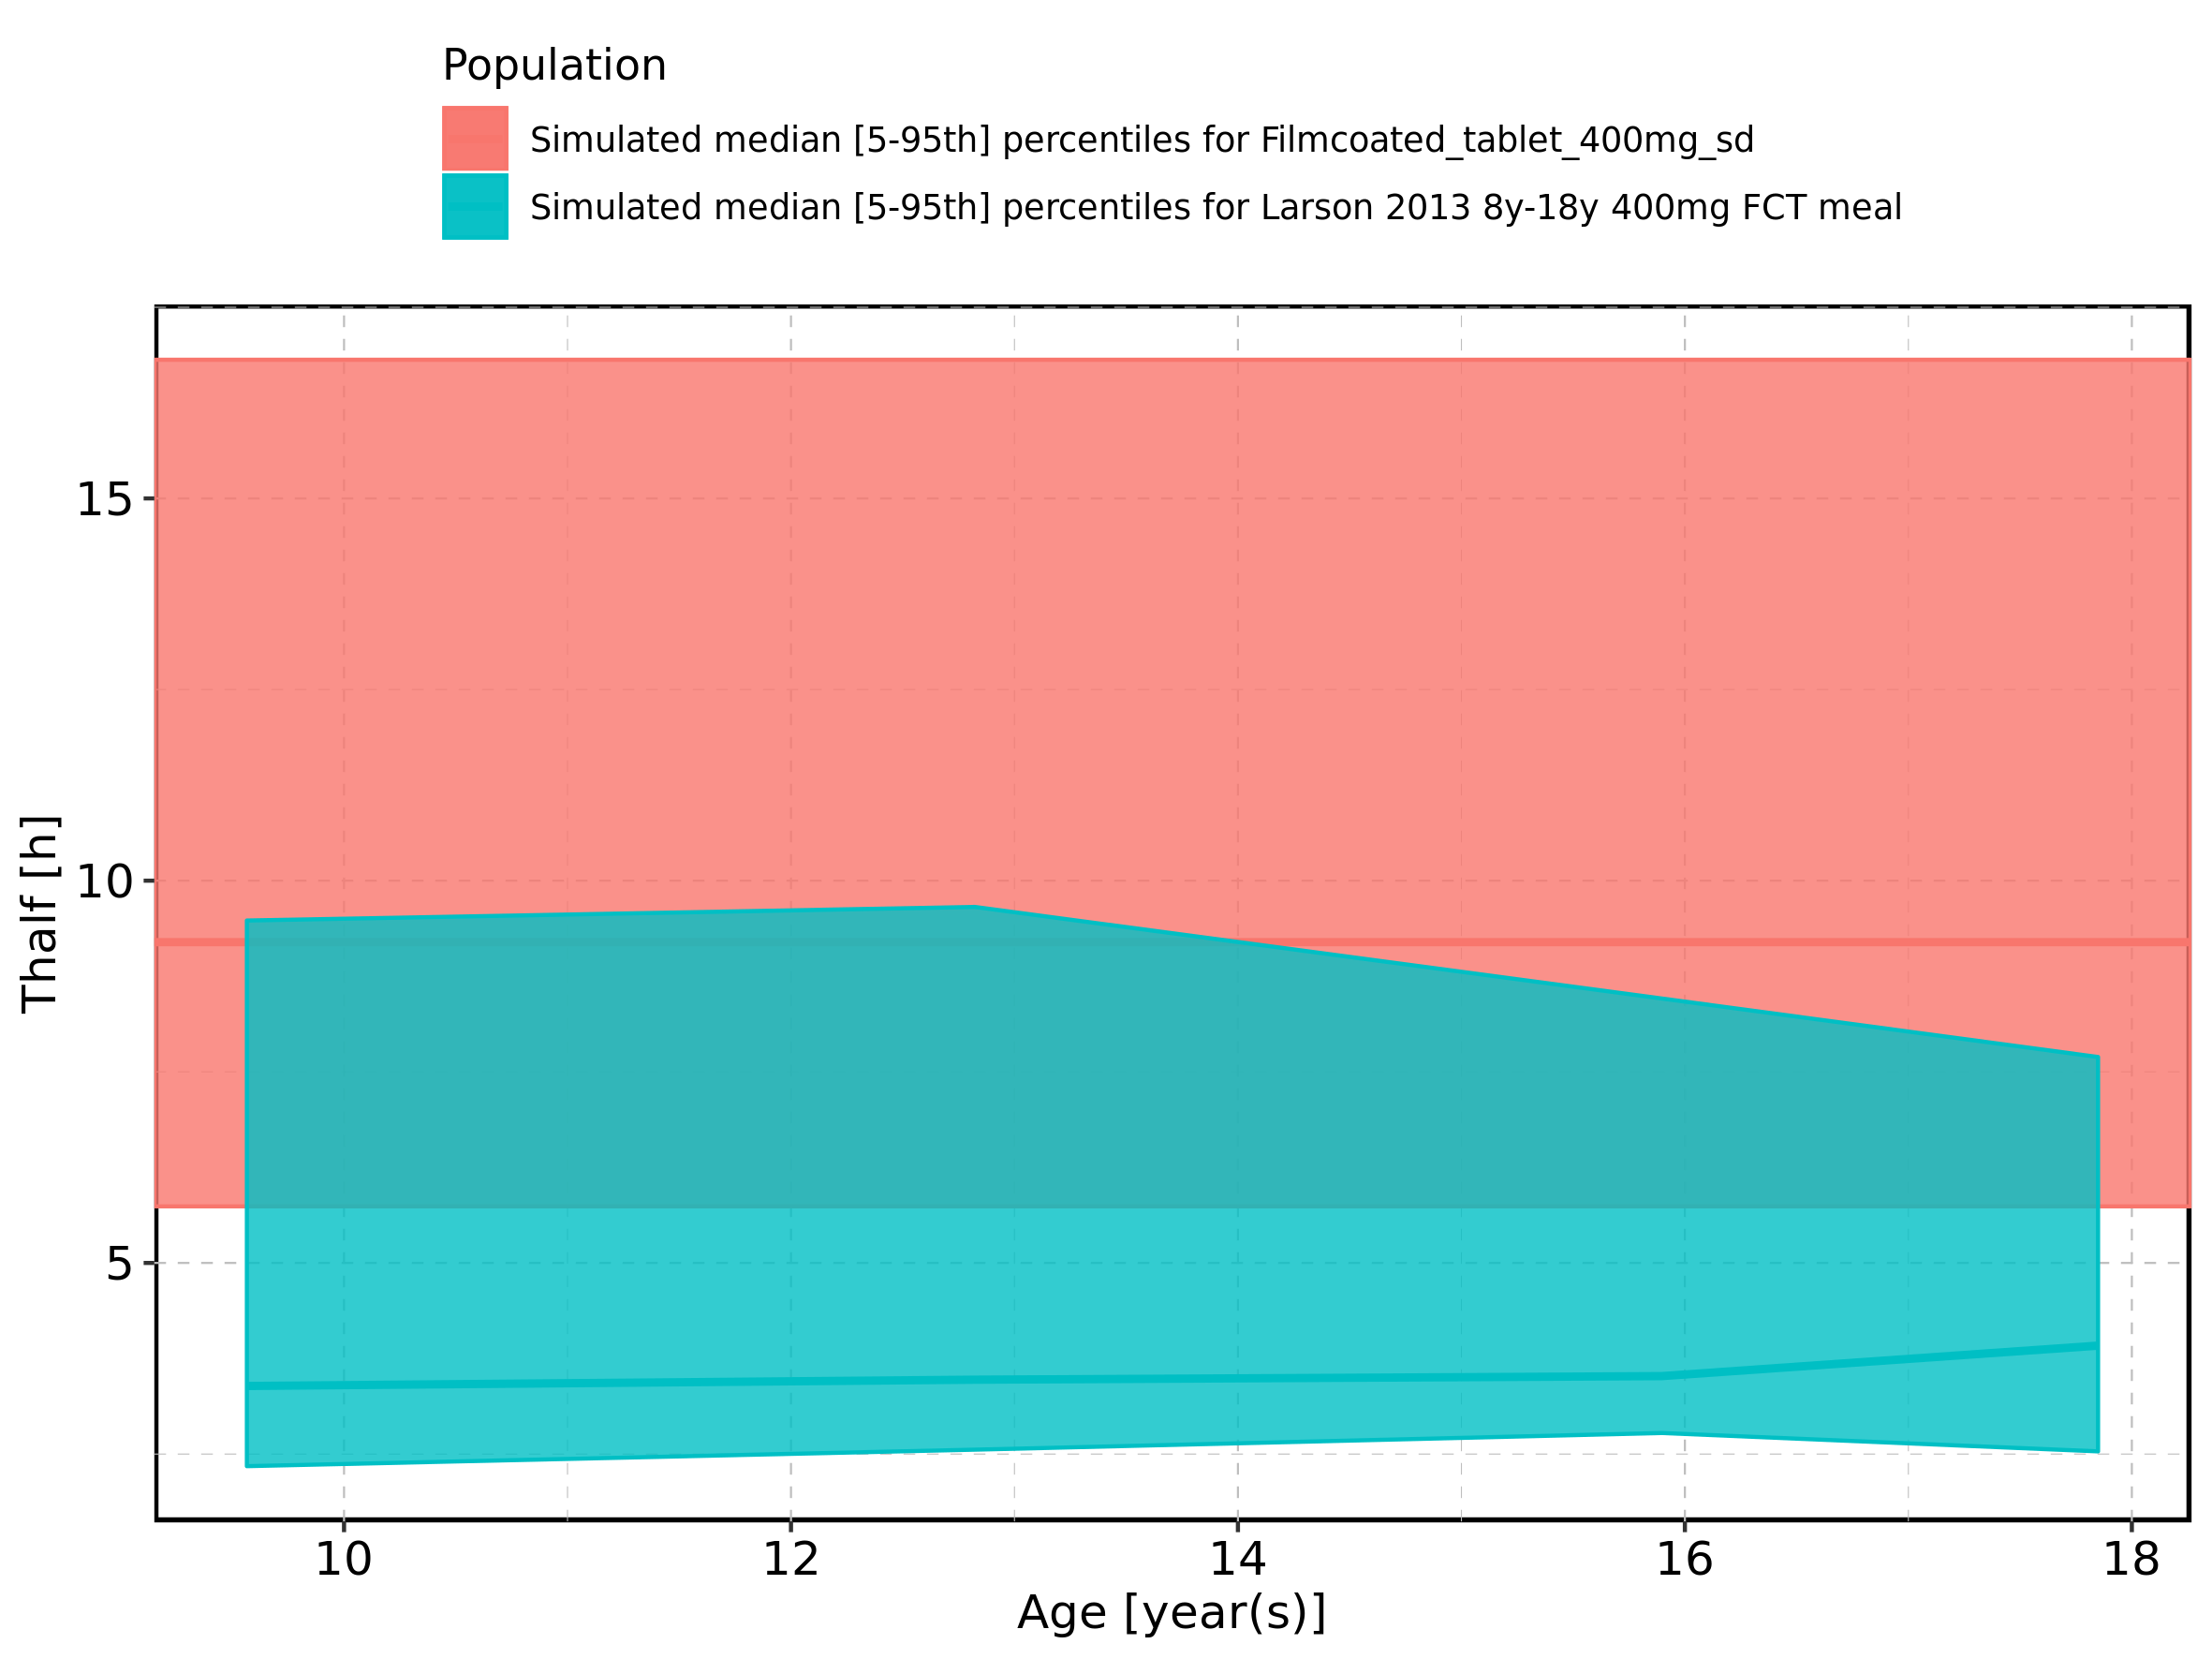 Population
Simulated median [5-95th] percentiles for Filmcoated_tablet_400mg_sd
Simulated median [5-95th] percentiles for Larson 2013 8y-18y 400mg FCT meal
15
10
5
Thalf [h]
10 12 14 16 18
Age [year(s)]